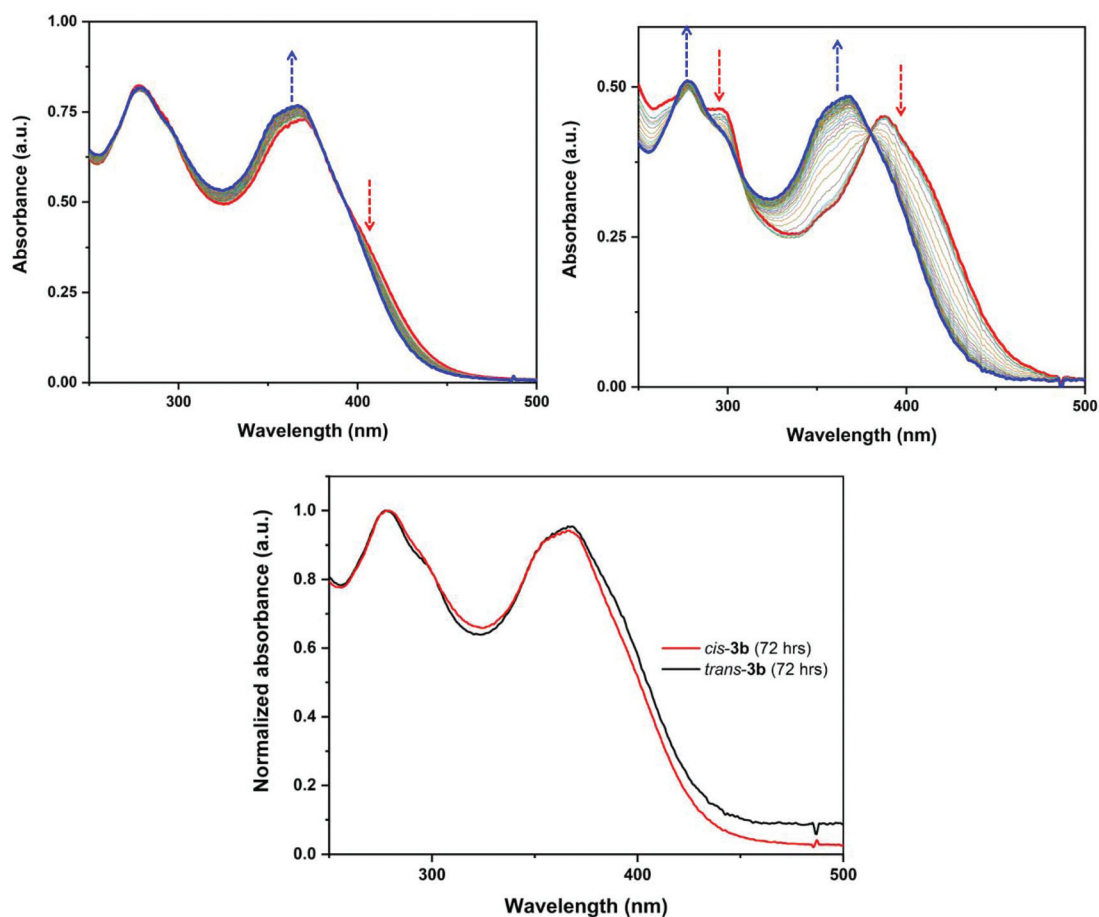 1.00
0.75
0.50
0.25
0.00
Absorbance (a.u.)
300
400
500
Wavelength (nm)
0.50
0.25
0.00
Absorbance (a.u.)
300
400
500
Wavelength (nm)
1.0
0.8
0.6
0.4
0.2
0.0
Normalized absorbance (a.u.)
cis-3b (72 hrs)
trans-3b (72 hrs)
300
400
500
Wavelength (nm)